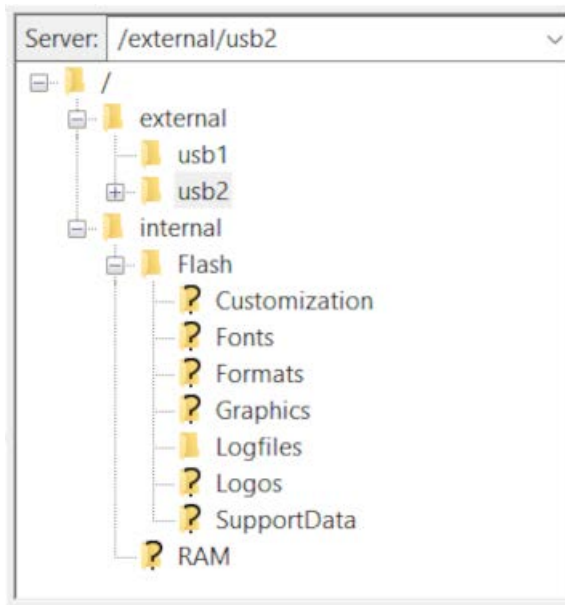 Server: /external/usb2
/
external
usb1
usb2
internal
Flash
Customization
Fonts
Formats
Graphics
Logfiles
Logos
SupportData
RAM